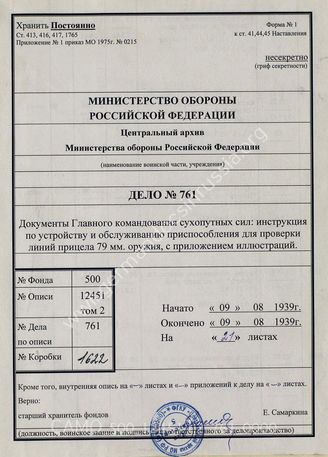 Хранить Постоянно
Форма № 1
Ст. 413, 416, 417, 1765
к ст. 41,44,45 Наставления
Приложение № 1 приказ МО 1975г. № 0215
несекретно
(гриф секретности)
МИНИСТЕРСТВО ОБОРОНЫ
РОССИЙСКОЙ ФЕДЕРАЦИИ
Центральный архив
Министерства обороны Российской Федерации
(наименование воинской части, учреждения)
ДЕЛО № 761
Документы Главного командования сухопутных сил: инструкция
по устройству и обслуживанию приспособления для проверки
линий прицела 79 мм. оружия, с приложением иллюстраций.
№ Фонда 500
№ Описи 12451
том 2
№ Дела 761
по описи
№ Коробки 1622
Начато « 09 » 08 1939г.
Окончено « 09 » 08 1939г.
На « 21 » листах
Кроме того, внутренняя опись на «--» листах и «--» приложений к делу на «--» листах.
Верно:
старший хранитель фондов
Е. Самаркина
(должность, воинское звание и подпись ответственного за делопроизводство)